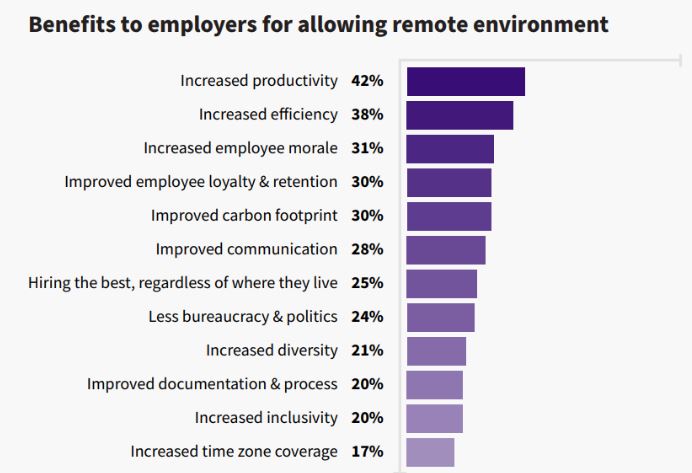 Benefits to employers for allowing remote environment
Increased productivity 42%
Increased efficiency 38%
Increased employee morale 31%
Improved employee loyalty & retention 30%
Improved carbon footprint 30%
Improved communication 28%
Hiring the best, regardless of where they live 25%
Less bureaucracy & politics 24%
Increased diversity 21%
Improved documentation & process 20%
Increased inclusivity 20%
Increased time zone coverage 17%